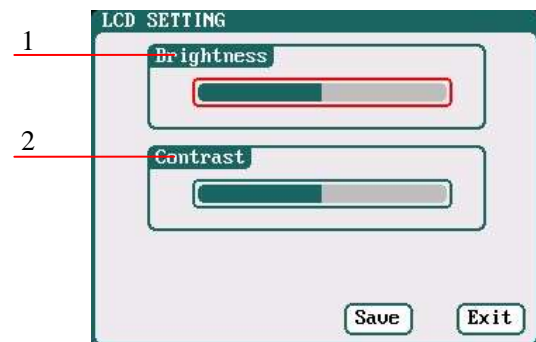 LCD SETTING
1
Brightness
2
Contrast
Save Exit